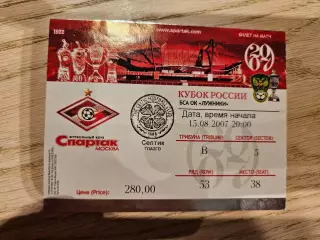 1922
www.spartak.com
БИЛЕТ НА МАТЧ
КУБОК РОССИИ
БСА ОК «ЛУЖНИКИ»
Дата, время начала
15.08.2007 20:00
ФУТБОЛЬНЫЙ КЛУБ
Спартак
МОСКВА
Селтик
ГЛАЗГО
ТРИБУНА (TRIBUNE)
СЕКТОР (SECTOR)
B
5
РЯД (ROW)
МЕСТО (SEAT)
53
38
Цена (Price):
280,00